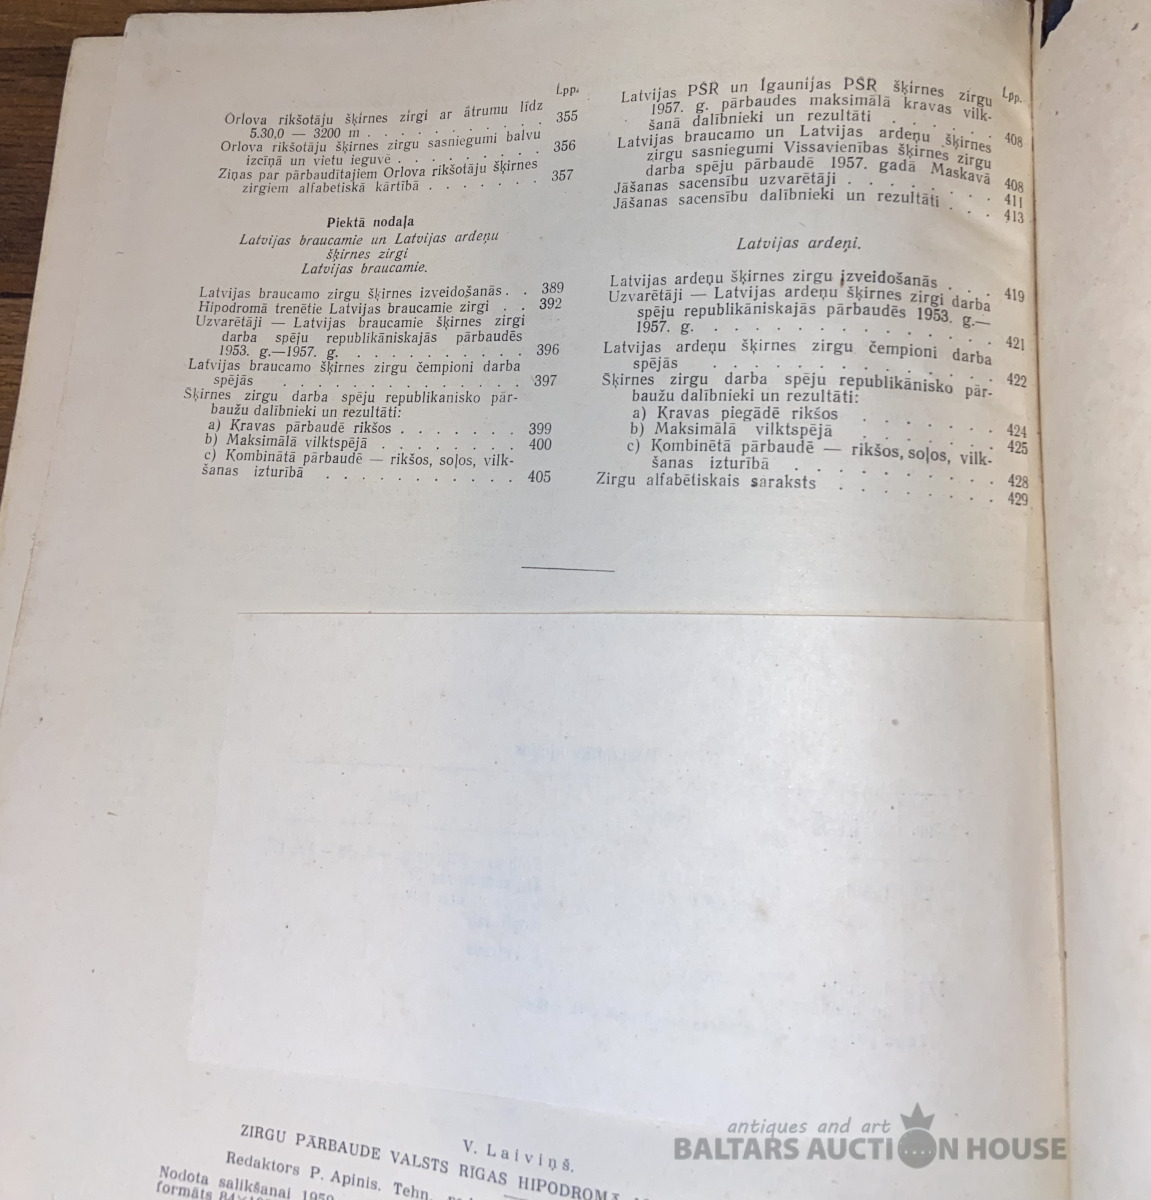 Lpp.
Orlova rikšotāju šķirnes zirgi ar ātrumu līdz
5.30,0 — 3200 m . . . . . . . . . . 355
Orlova rikšotāju šķirnes zirgu sasniegumi balvu
izcīņā un vietu ieguvē . . . . . . . . 356
Ziņas par pārbaudītajiem Orlova rikšotāju šķirnes
zirgiem alfabētiskā kārtībā . . . . . . . 357
Piektā nodaļa
Latvijas braucamie un Latvijas ardeņu
šķirnes zirgi
Latvijas braucamie.
Latvijas braucamo zirgu šķirnes izveidošanās . . 389
Hipodromā trenētie Latvijas braucamie zirgi . . 392
Uzvarētāji — Latvijas braucamie šķirnes zirgi
darba spēju republikāniskajās pārbaudēs
1953. g.—1957. g. . . . . . . . . . . 396
Latvijas braucamo šķirnes zirgu čempioni darba
spējās . . . . . . . . . . . . . 397
Šķirnes zirgu darba spēju republikanisko pār-
baužu dalībnieki un rezultāti:
a) Kravas pārbaudē rikšos . . . . . . . 399
b) Maksimālā vilktspējā . . . . . . . . 400
c) Kombinātā pārbaudē — rikšos, soļos, vilk-
šanas izturībā . . . . . . . . . . . 405
Lpp.
Latvijas PSR un Igaunijas PSR šķirnes zirgu
1957. g. pārbaudes maksimālā kravas vilk-
šanā dalībnieki un rezultāti . . . . . . 408
Latvijas braucamo un Latvijas ardeņu šķirnes
zirgu sasniegumi Vissavienības šķirnes zirgu
darba spēju pārbaudē 1957. gadā Maskavā 408
Jāšanas sacensību uzvarētāji . . . . . . . 411
Jāšanas sacensību dalībnieki un rezultāti . . . 413
Latvijas ardeņi.
Latvijas ardeņu šķirnes zirgu izveidošanās . . . 419
Uzvarētāji — Latvijas ardeņu šķirnes zirgi darba
spēju republikāniskajās pārbaudēs 1953. g.—
1957. g. . . . . . . . . . . . . 421
Latvijas ardeņu šķirnes zirgu čempioni darba
spējās . . . . . . . . . . . . . 422
Šķirnes zirgu darba spēju republikānisko pār-
baužu dalībnieki un rezultāti:
a) Kravas piegādē rikšos . . . . . . . 424
b) Maksimālā vilktspējā . . . . . . . 425
c) Kombinētā pārbaudē — rikšos, soļos, vilk-
šanas izturībā . . . . . . . . . . 428
Zirgu alfabētiskais saraksts . . . . . . . . 429
V. Laiviņš.
ZIRGU PĀRBAUDE VALSTS RIGAS HIPODROMĀ
Redaktors P. Apinis. Tehn.
Nodota salikšanai
formāts
antiques and art
BALTARS AUCTION HOUSE